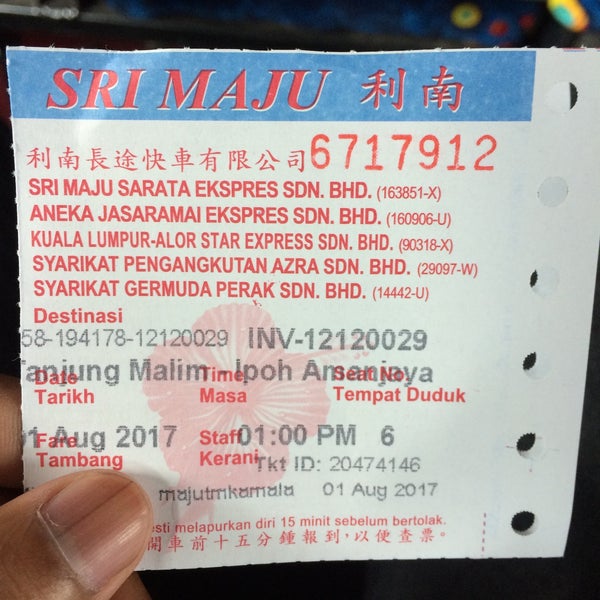 SRI MAJU 利南
利南長途快車有限公司 6717912
SRI MAJU SARATA EKSPRES SDN. BHD. (163851-X)
ANEKA JASARAMAI EKSPRES SDN. BHD. (160906-U)
KUALA LUMPUR-ALOR STAR EXPRESS SDN. BHD. (90318-X)
SYARIKAT PENGANGKUTAN AZRA SDN. BHD. (29097-W)
SYARIKAT GERMUDA PERAK SDN. BHD. (14442-U)
Destinasi
58-194178-12120029 INV-12120029
Tanjung Malim - Ipoh Amanjaya
Date Time Seat No.
Tarikh Masa Tempat Duduk
01 Aug 2017 01:00 PM 6
Fare Staff
Tambang Kerani
Tkt ID: 20474146
majutmkamala 01 Aug 2017
melapurkan diri 15 minit sebelum bertolak.
開車前十五分鐘報到,以便查票。